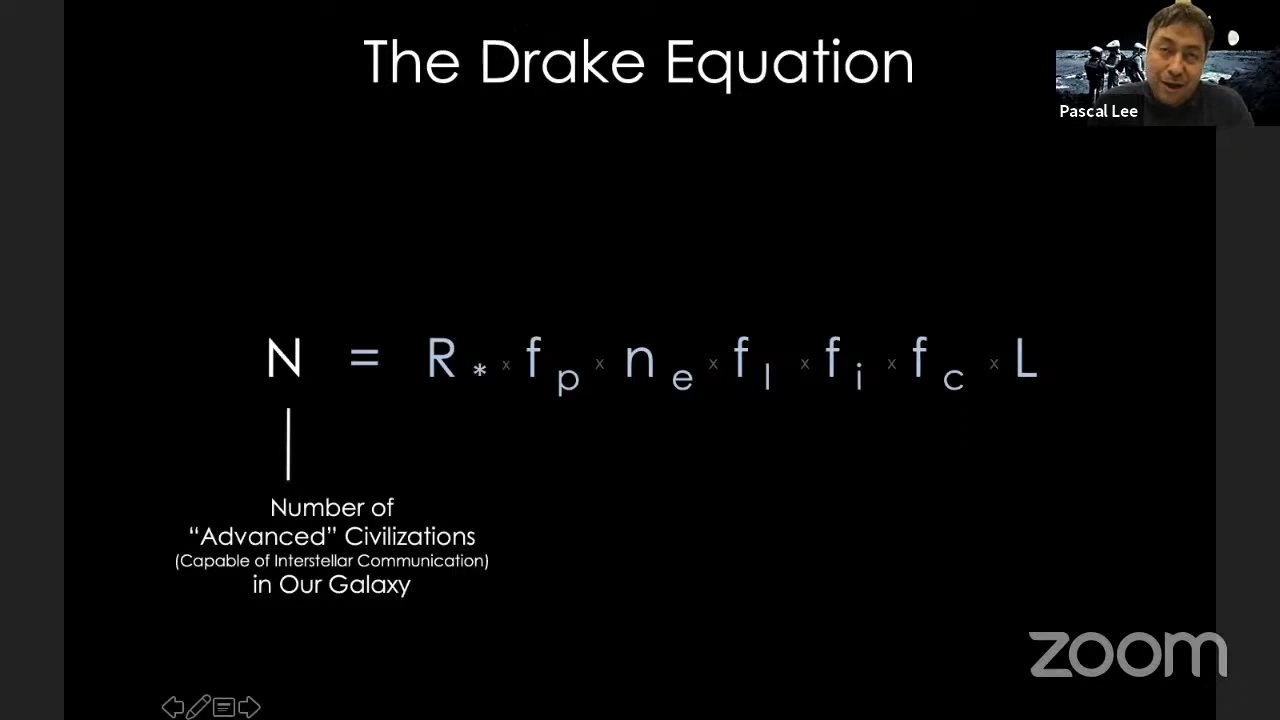 The Drake Equation
Pascal Lee
N = R* x fp x ne x fl x fi x fc x L
Number of
“Advanced” Civilizations
(Capable of Interstellar Communication)
in Our Galaxy
zoom